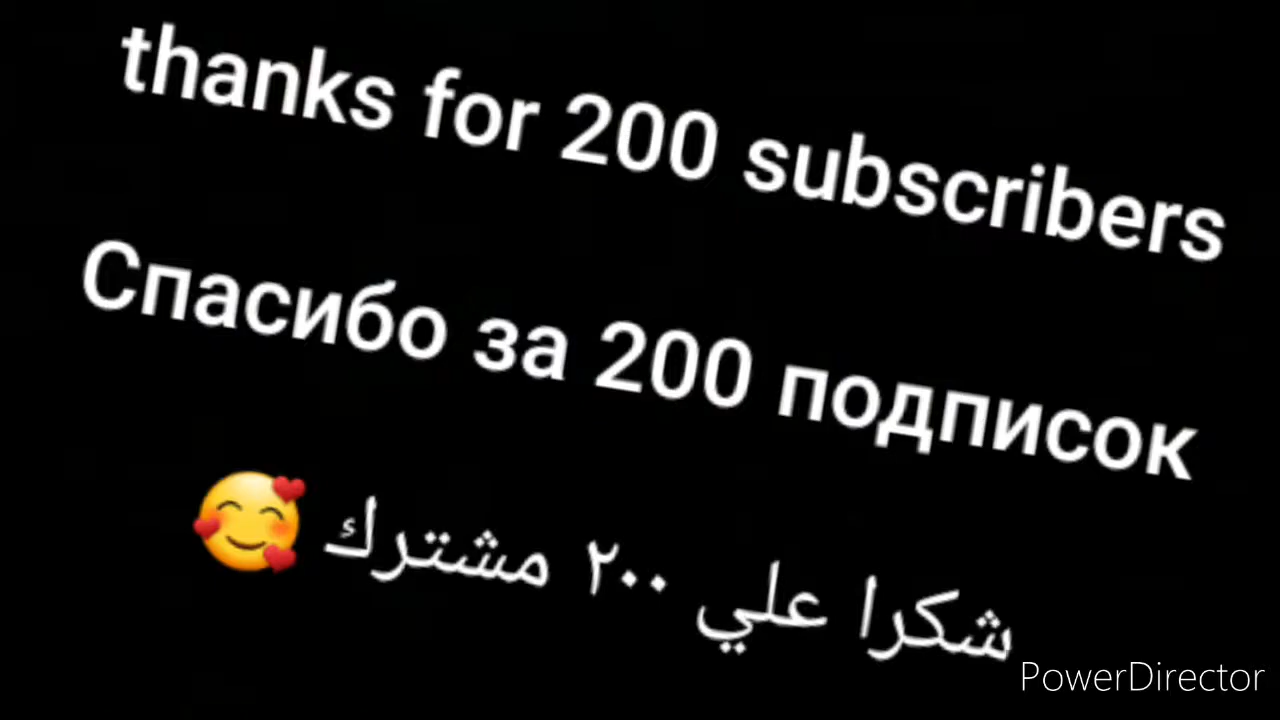 thanks for 200 subscribers
Спасибо за 200 подписок
شكرا علي ٢٠٠ مشترك 🥰
PowerDirector